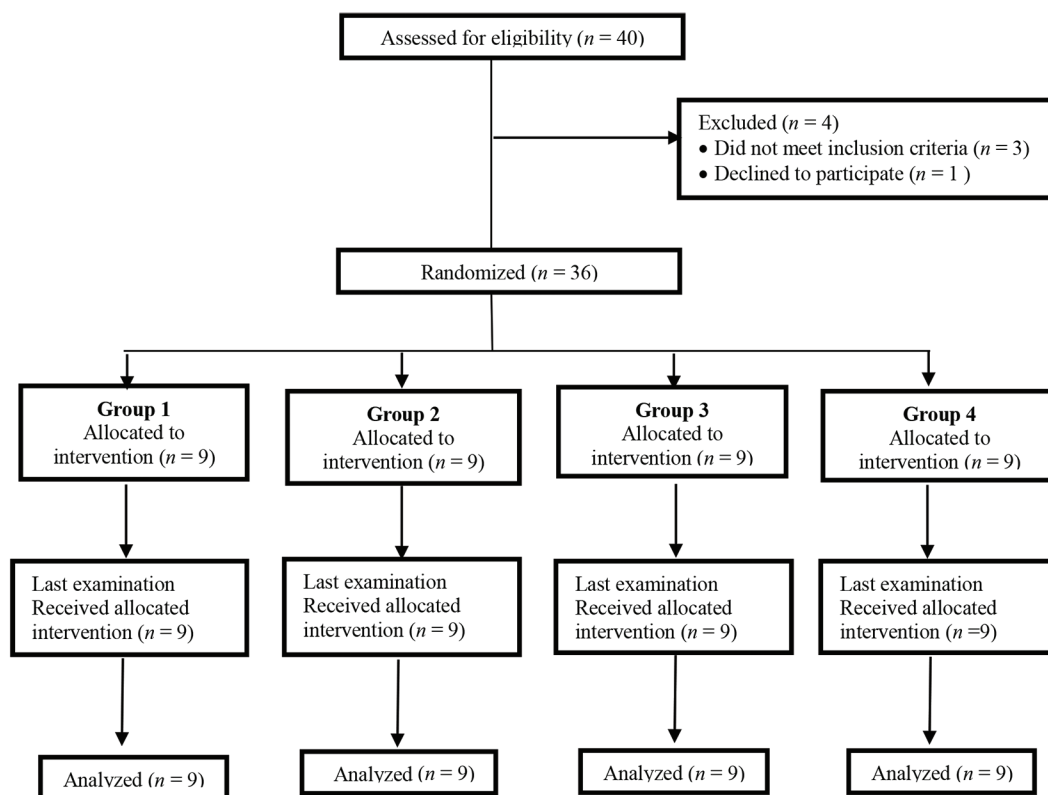 Assessed for eligibility (n = 40)
Excluded (n = 4)
• Did not meet inclusion criteria (n = 3)
• Declined to participate (n = 1 )
Randomized (n = 36)
Group 1
Allocated to
intervention (n = 9)
Group 2
Allocated to
intervention (n = 9)
Group 3
Allocated to
intervention (n = 9)
Group 4
Allocated to
intervention (n = 9)
Last examination
Received allocated
intervention (n = 9)
Last examination
Received allocated
intervention (n = 9)
Last examination
Received allocated
intervention (n = 9)
Last examination
Received allocated
intervention (n =9)
Analyzed (n = 9)
Analyzed (n = 9)
Analyzed (n = 9)
Analyzed (n = 9)